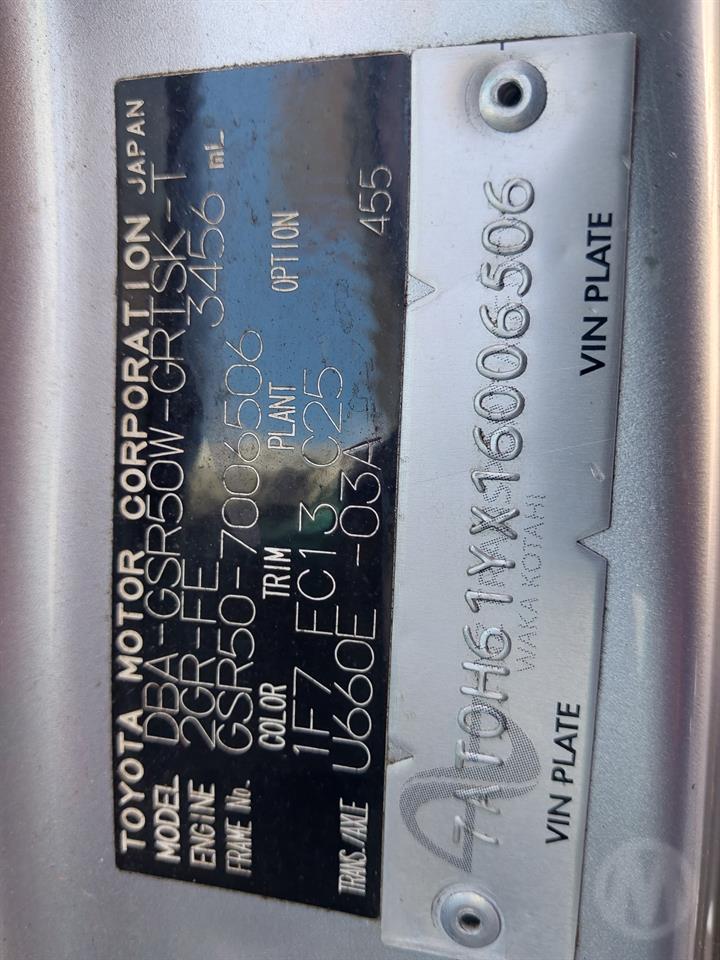 TOYOTA MOTOR CORPORATION JAPAN
MODEL DBA-GSR50W-GRTSK-T
ENGINE 2GR-FE 3456 mL
FRAME No. GSR50-7006506
COLOR TRIM PLANT OPTION
1F7 FC13 C25
TRANS./AXLE U660E -03A 455
7AT0H61YX16006506
WAKA KOTAHI
VIN PLATE VIN PLATE
M